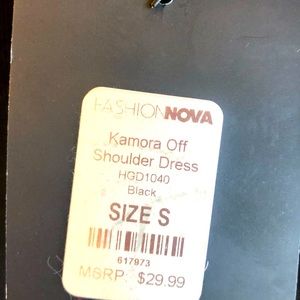 FASHIONNOVA
Kamora Off
Shoulder Dress
HGD1040
Black
SIZE S
617973
MSRP: $29.99